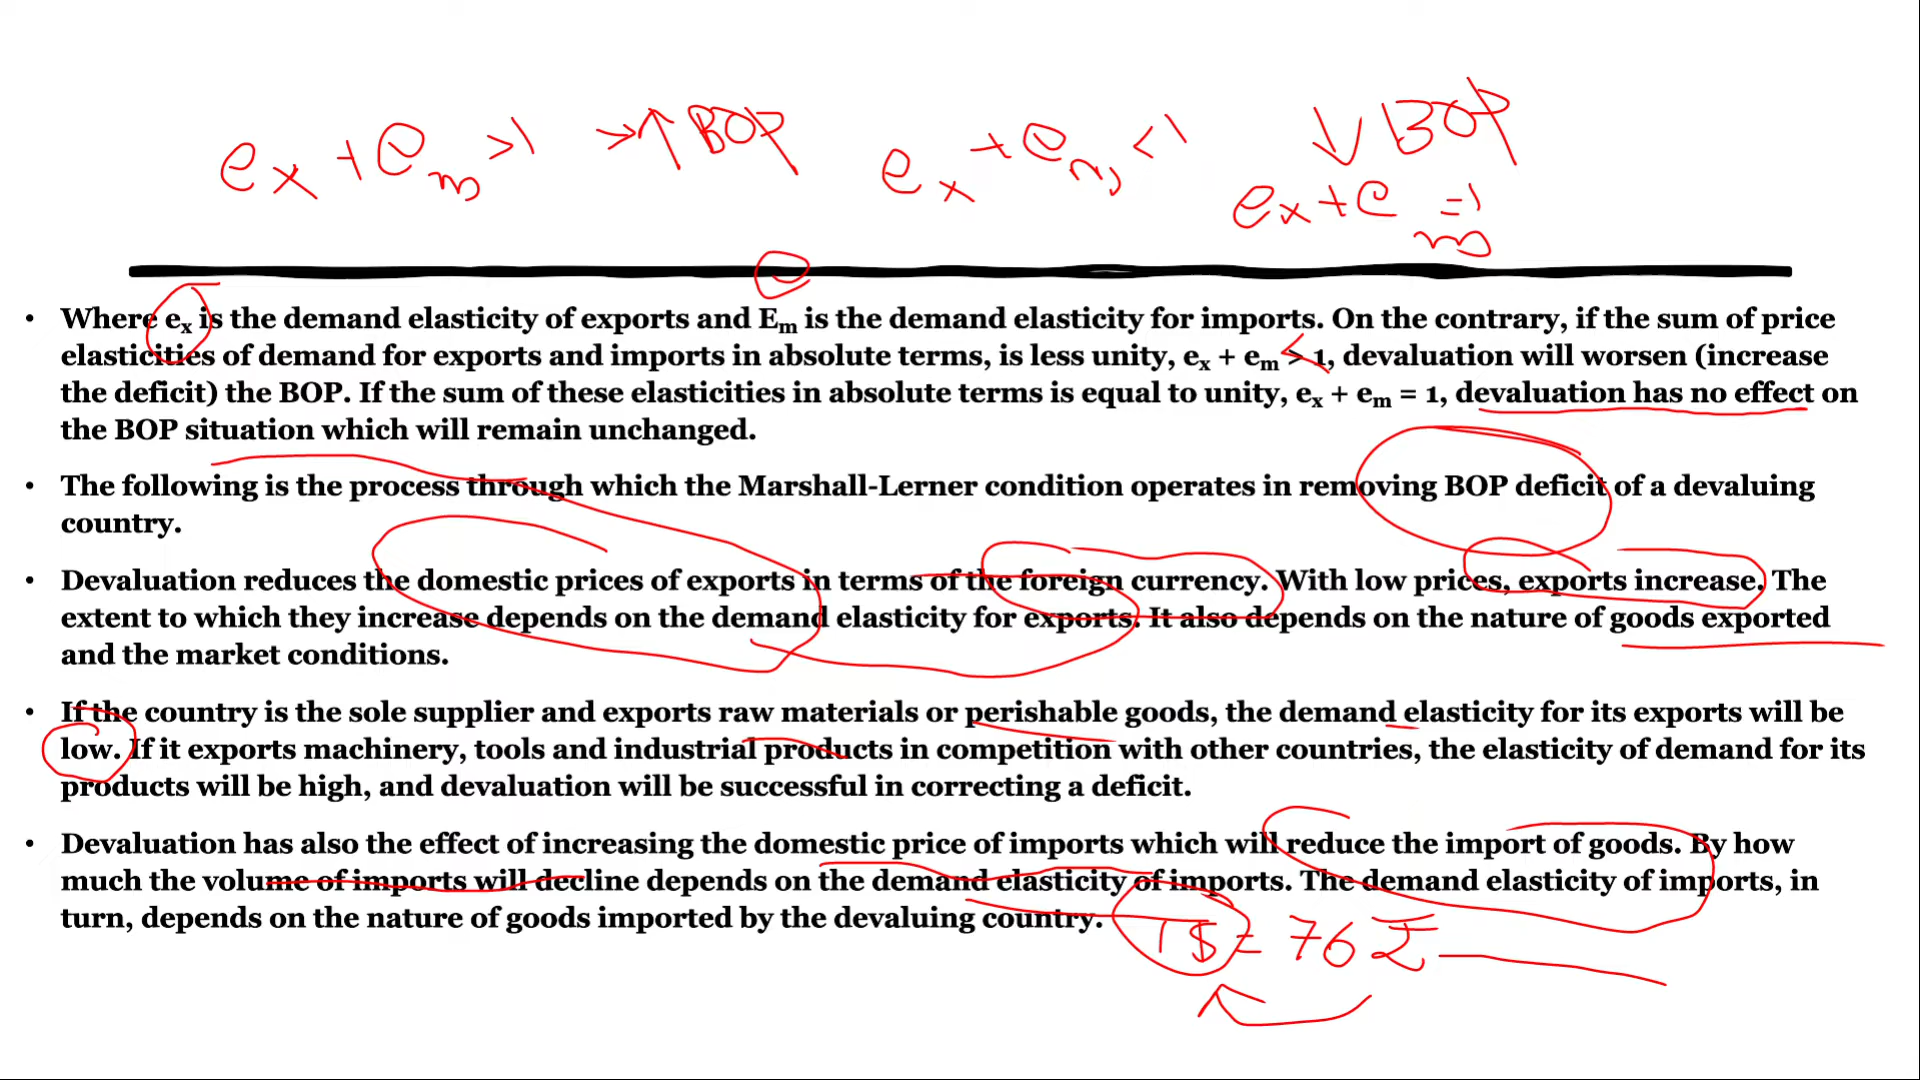 eₓ + eₘ >1 → ↑ BOP eₓ + eₘ <1 ↓ BOP
eₓ + eₘ =1
• Where eₓ is the demand elasticity of exports and Eₘ is the demand elasticity for imports. On the contrary, if the sum of price
elasticities of demand for exports and imports in absolute terms, is less unity, eₓ + eₘ > 1, devaluation will worsen (increase
the deficit) the BOP. If the sum of these elasticities in absolute terms is equal to unity, eₓ + eₘ = 1, devaluation has no effect on
the BOP situation which will remain unchanged.
• The following is the process through which the Marshall-Lerner condition operates in removing BOP deficit of a devaluing
country.
• Devaluation reduces the domestic prices of exports in terms of the foreign currency. With low prices, exports increase. The
extent to which they increase depends on the demand elasticity for exports. It also depends on the nature of goods exported
and the market conditions.
• If the country is the sole supplier and exports raw materials or perishable goods, the demand elasticity for its exports will be
low. If it exports machinery, tools and industrial products in competition with other countries, the elasticity of demand for its
products will be high, and devaluation will be successful in correcting a deficit.
• Devaluation has also the effect of increasing the domestic price of imports which will reduce the import of goods. By how
much the volume of imports will decline depends on the demand elasticity of imports. The demand elasticity of imports, in
turn, depends on the nature of goods imported by the devaluing country.
1$ = 76 ₹